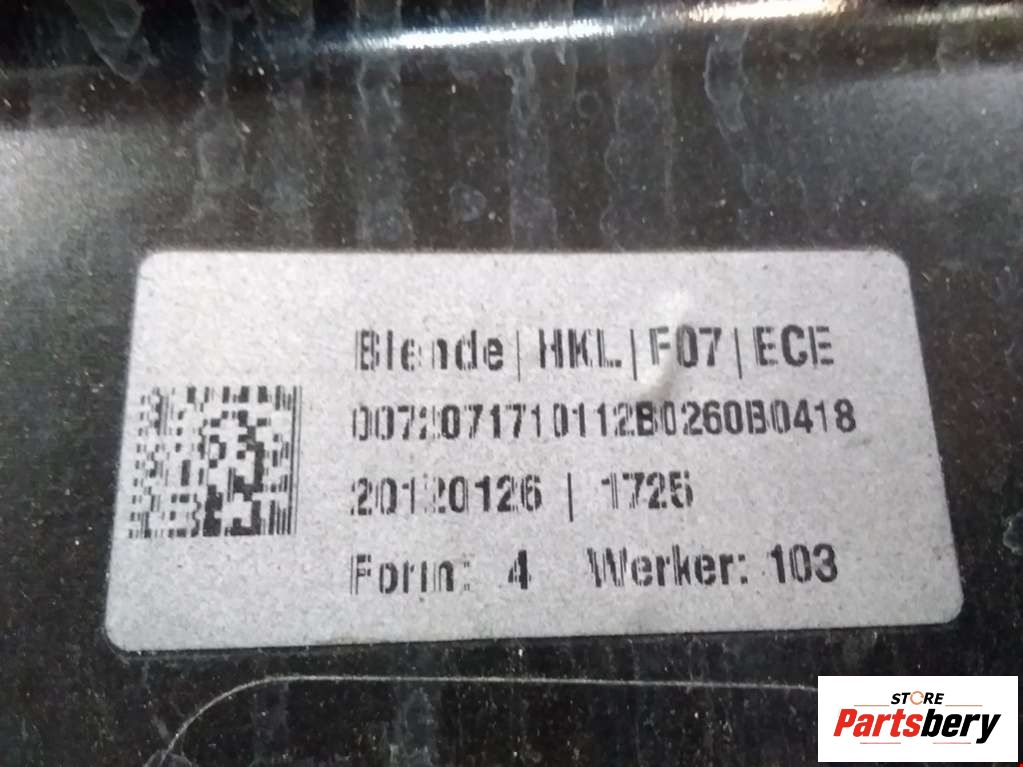 Blende | HKL | F07 | ECE
0072071710112B0260B0418
20120126 | 1725
Form: 4 Werker: 103
STORE
Partsbery